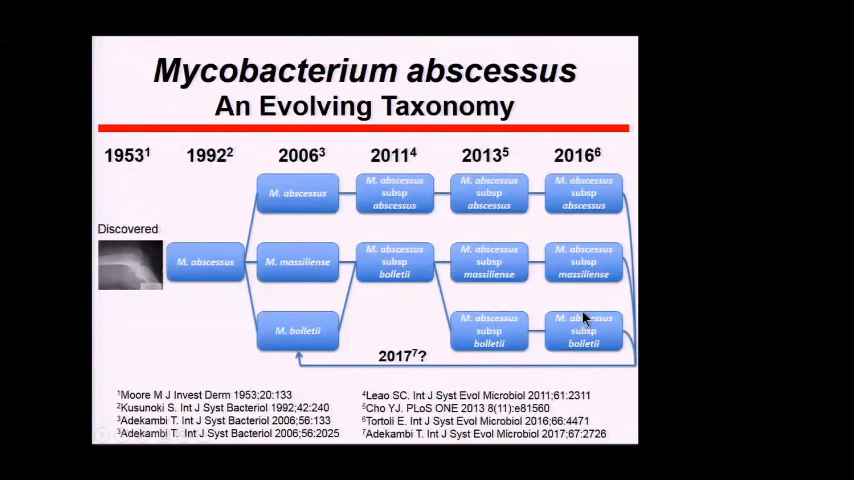 Mycobacterium abscessus
An Evolving Taxonomy
1953¹ 1992² 2006³ 2011⁴ 2013⁵ 2016⁶
M. abscessus
M. abscessus
subsp
abscessus
M. abscessus
subsp
abscessus
M. abscessus
subsp
abscessus
Discovered
M. abscessus
M. massiliense
M. abscessus
subsp
bolletii
M. abscessus
subsp
massiliense
M. abscessus
subsp
massiliense
M. bolletii
M. abscessus
subsp
bolletii
M. abscessus
subsp
bolletii
2017⁷?
¹Moore M J Invest Derm 1953;20:133
²Kusunoki S. Int J Syst Bacteriol 1992;42:240
³Adekambi T. Int J Syst Evol Microbiol 2006;56:133
³Adekambi T. Int J Syst Bacteriol 2006;56:2025
⁴Leao SC. Int J Syst Evol Microbiol 2011;61:2311
⁵Cho YJ. PLoS ONE 2013 8(11):e81560
⁶Tortoli E. Int J Syst Evol Microbiol 2016;66:4471
⁷Adekambi T. Int J Syst Evol Microbiol 2017;67:2726